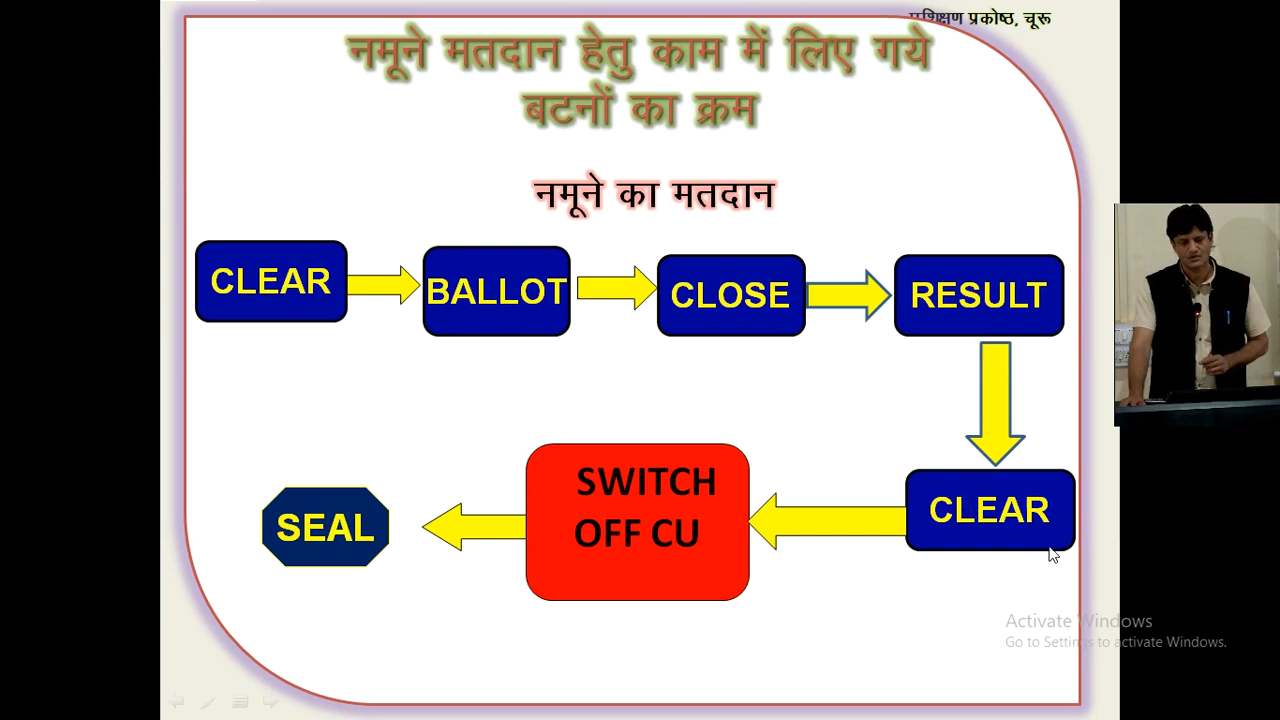 प्रशिक्षण प्रकोष्ठ, चूरू
नमूने मतदान हेतु काम में लिए गये
बटनों का क्रम
नमूने का मतदान
CLEAR
BALLOT
CLOSE
RESULT
CLEAR
SWITCH
OFF CU
SEAL
Activate Windows
Go to Settings to activate Windows.